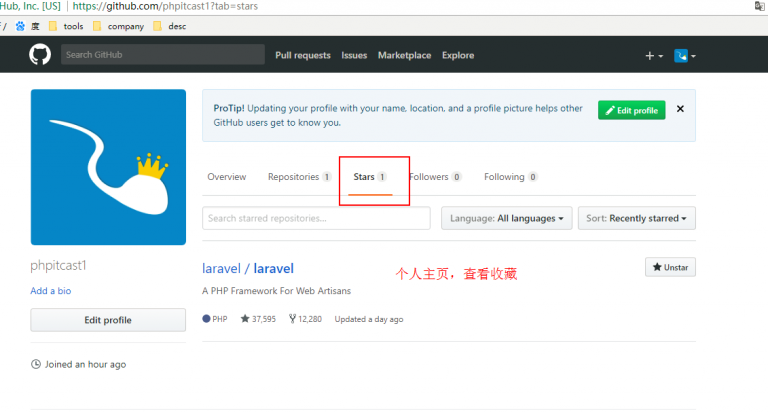 Hub, Inc. [US] https://github.com/phpitcast1?tab=stars
/ 度 tools company desc
Search GitHub Pull requests Issues Marketplace Explore
ProTip! Updating your profile with your name, location, and a profile picture helps other
GitHub users get to know you.
Edit profile
Overview Repositories 1 Stars 1 Followers 0 Following 0
Search starred repositories... Language: All languages Sort: Recently starred
phpitcast1
Add a bio
Edit profile
Joined an hour ago
laravel / laravel
Unstar
个人主页，查看收藏
A PHP Framework For Web Artisans
PHP 37,595 12,280 Updated a day ago